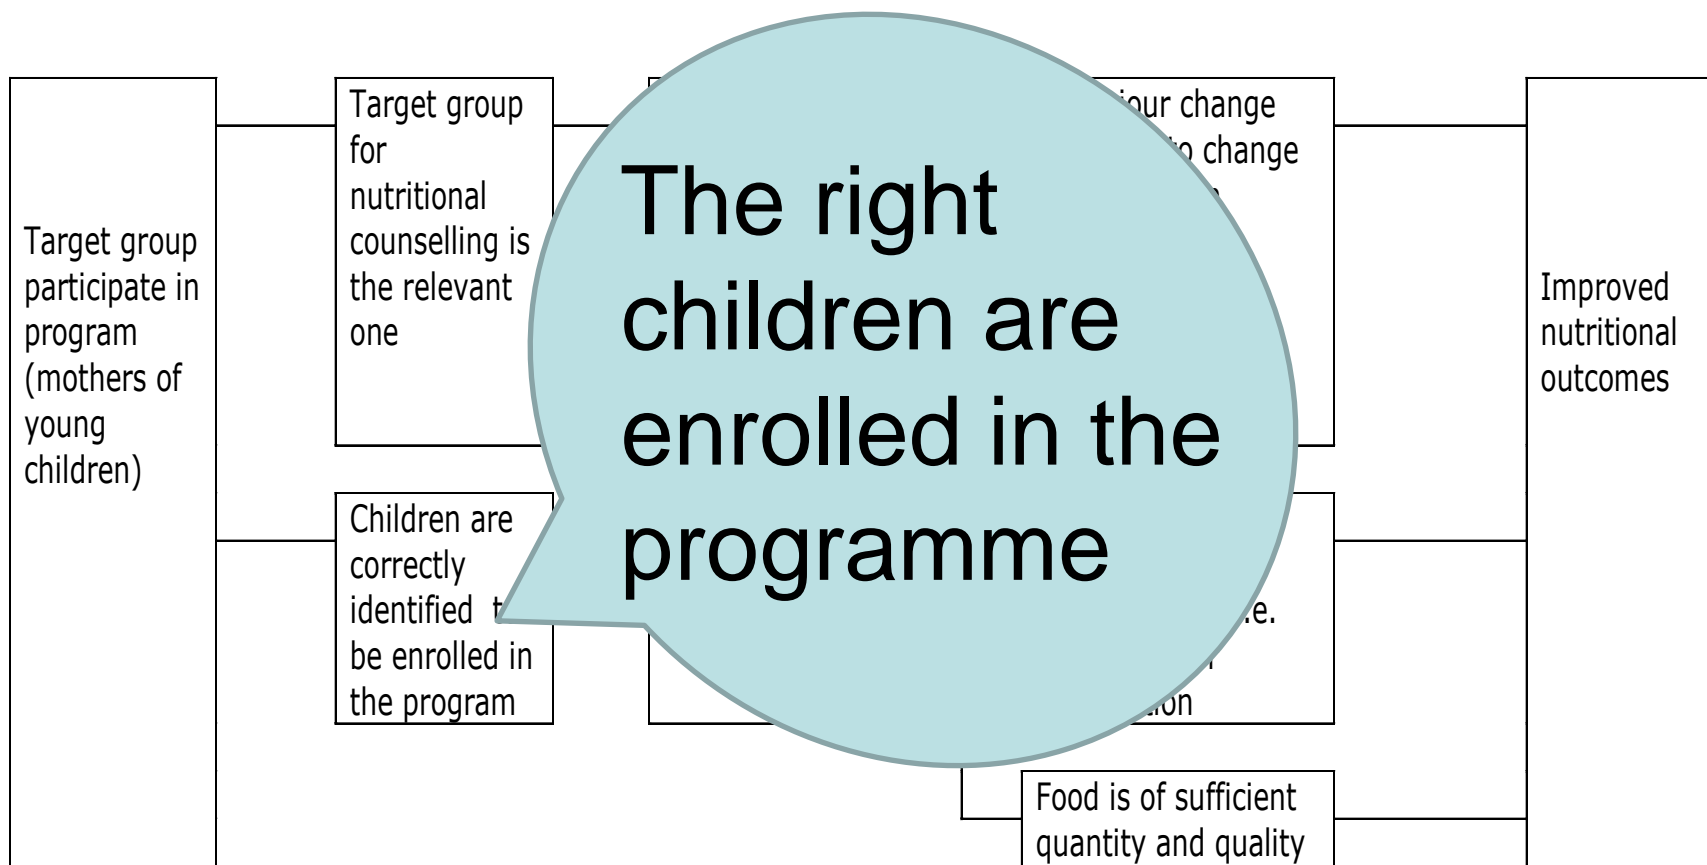 Target group
participate in
program
(mothers of
young
children)
Target group
for
nutritional
counselling is
the relevant
one
change
change
Children are
correctly
identified
be enrolled in
the program
The right
children are
enrolled in the
programme
Food is of sufficient
quantity and quality
Improved
nutritional
outcomes